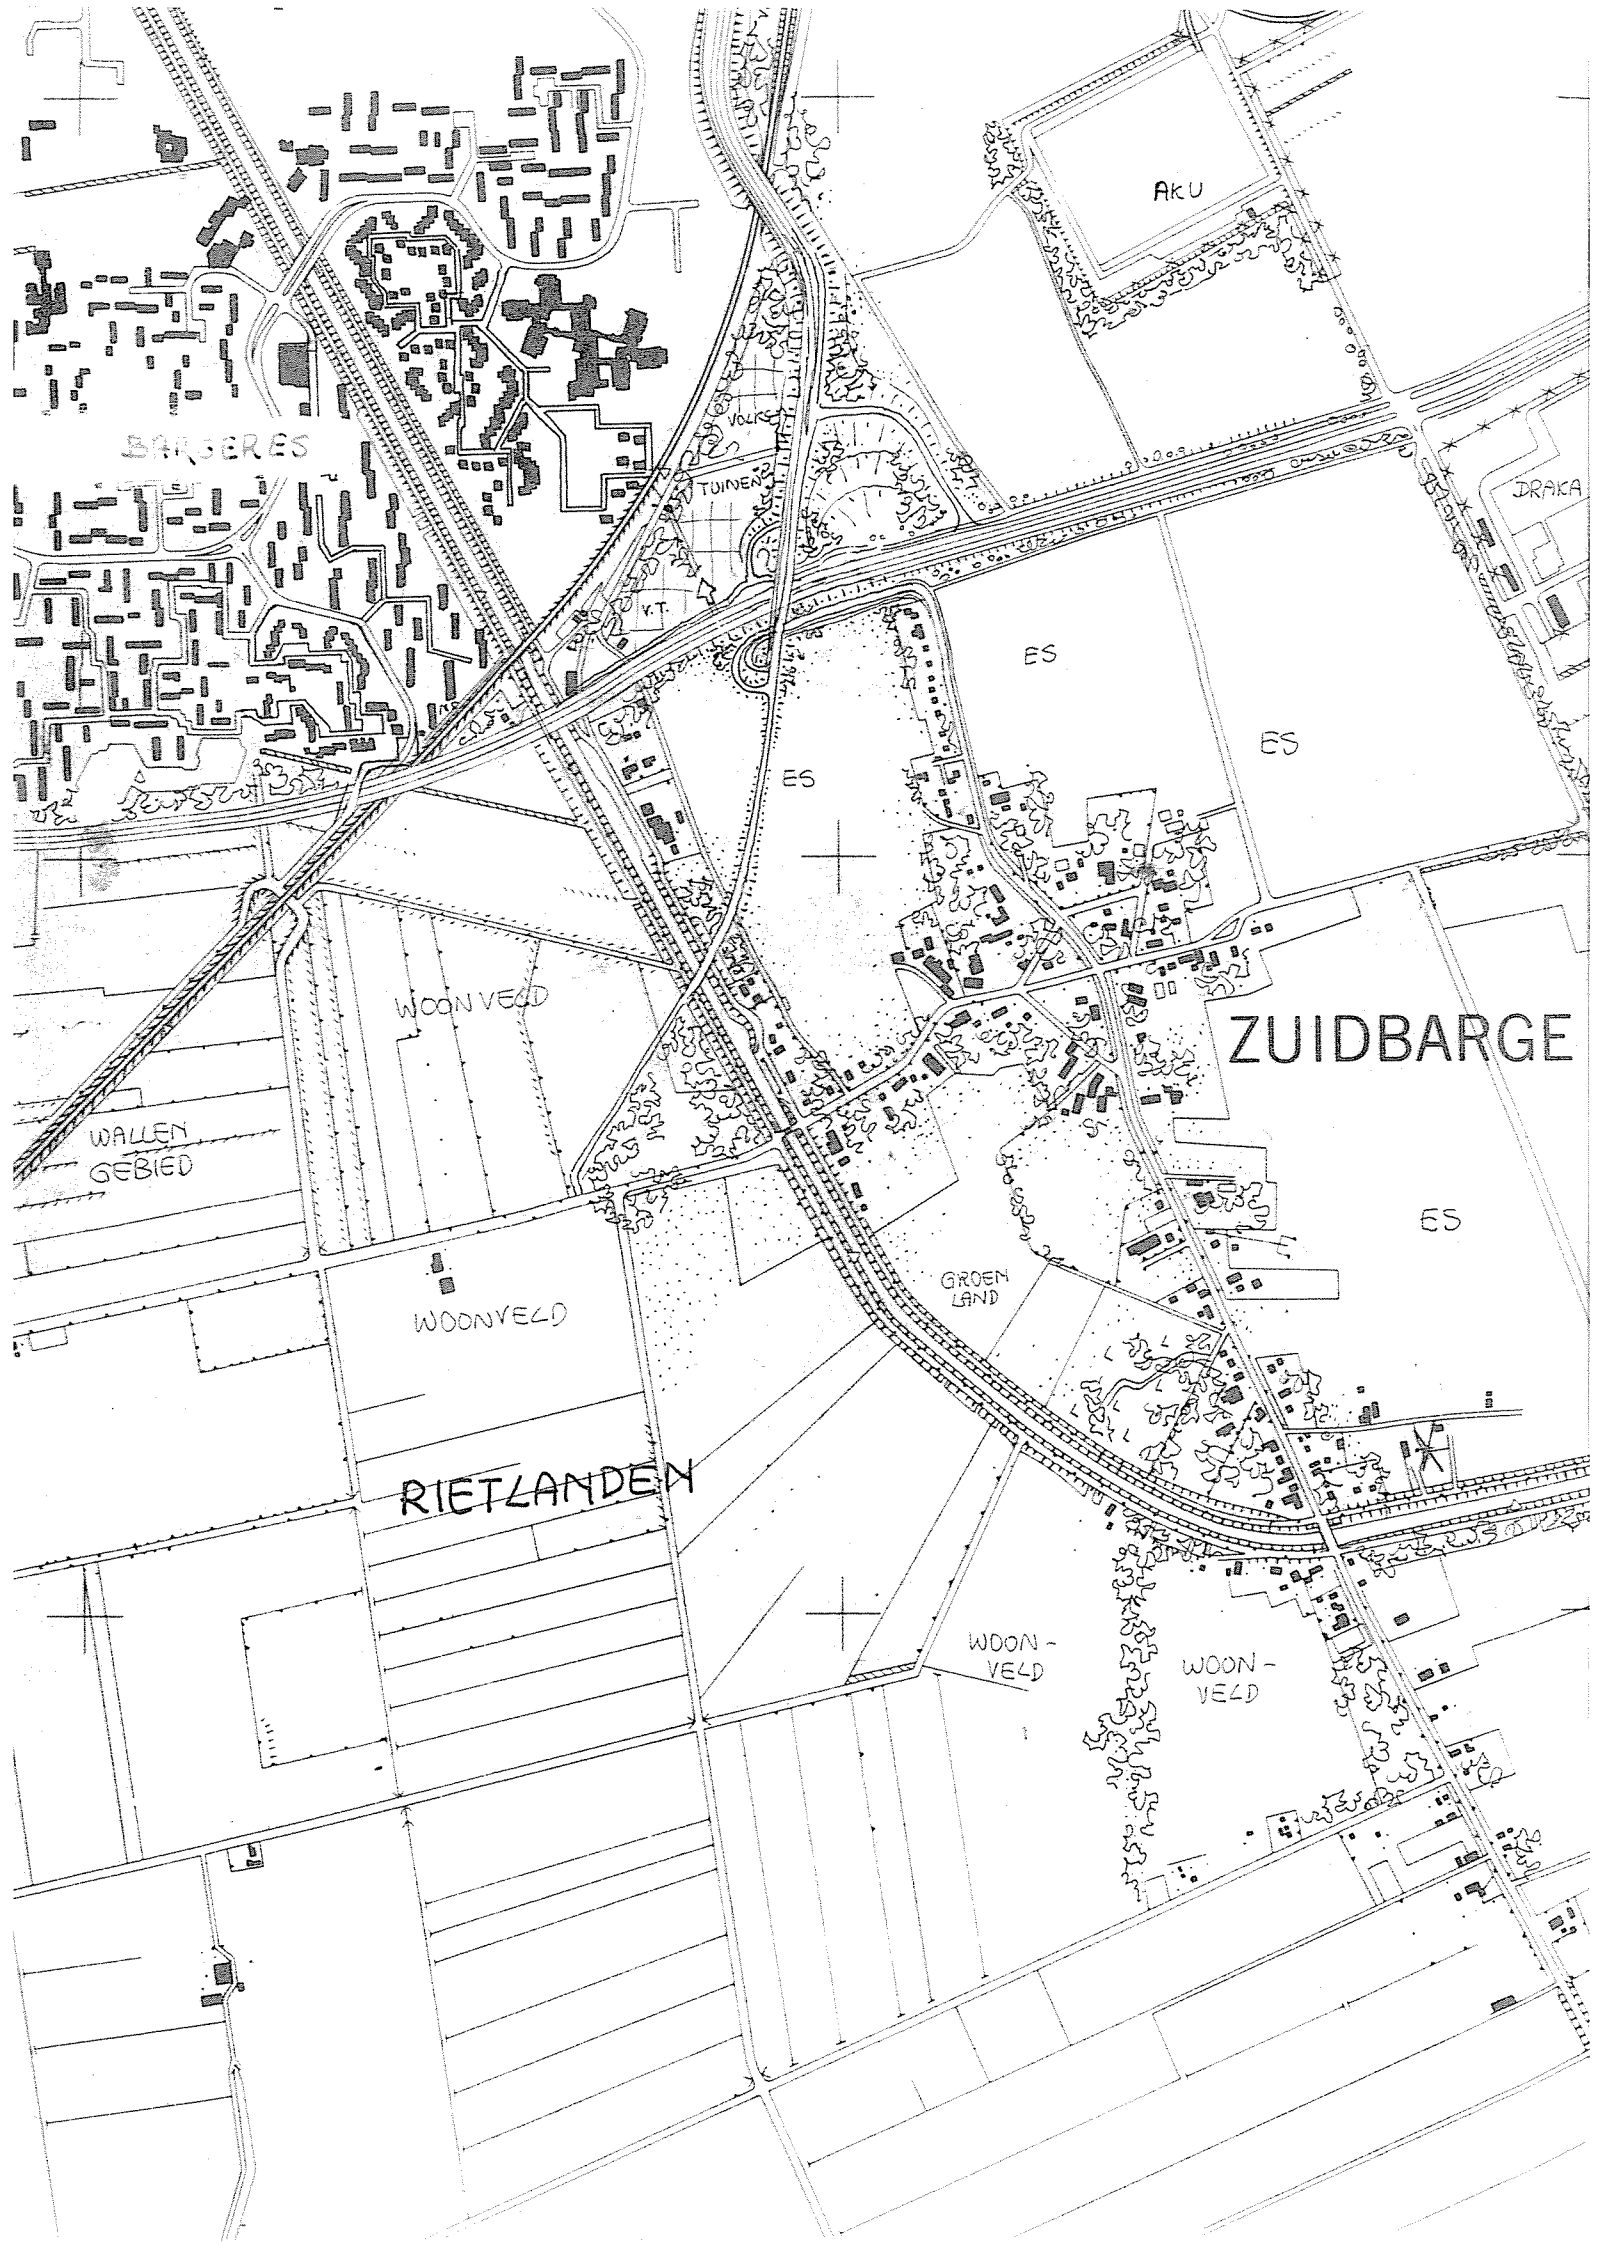 AKU
VOLKS
BARGERES
TUINEN
DRAKA
V.T.
ES
ES
ES
WOONVELD
ZUIDBARGE
WALLEN
GEBIED
ES
GROEN
LAND
WOONVELD
RIETLANDEN
WOON-
VELD
WOON-
VELD